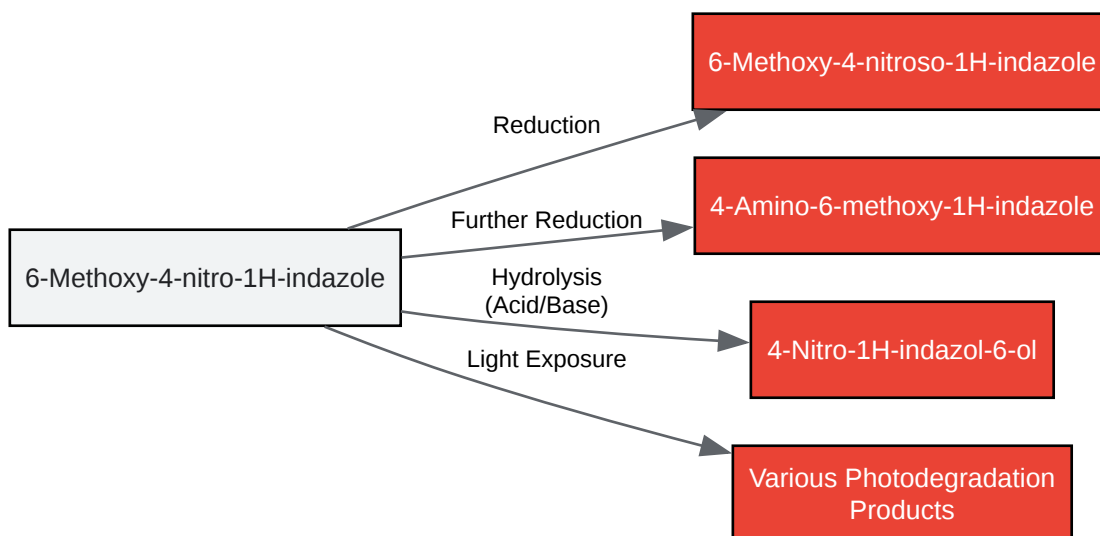 6-Methoxy-4-nitroso-1H-indazole
Reduction
4-Amino-6-methoxy-1H-indazole
Further Reduction
6-Methoxy-4-nitro-1H-indazole
Hydrolysis
(Acid/Base)
4-Nitro-1H-indazol-6-ol
Light Exposure
Various Photodegradation
Products